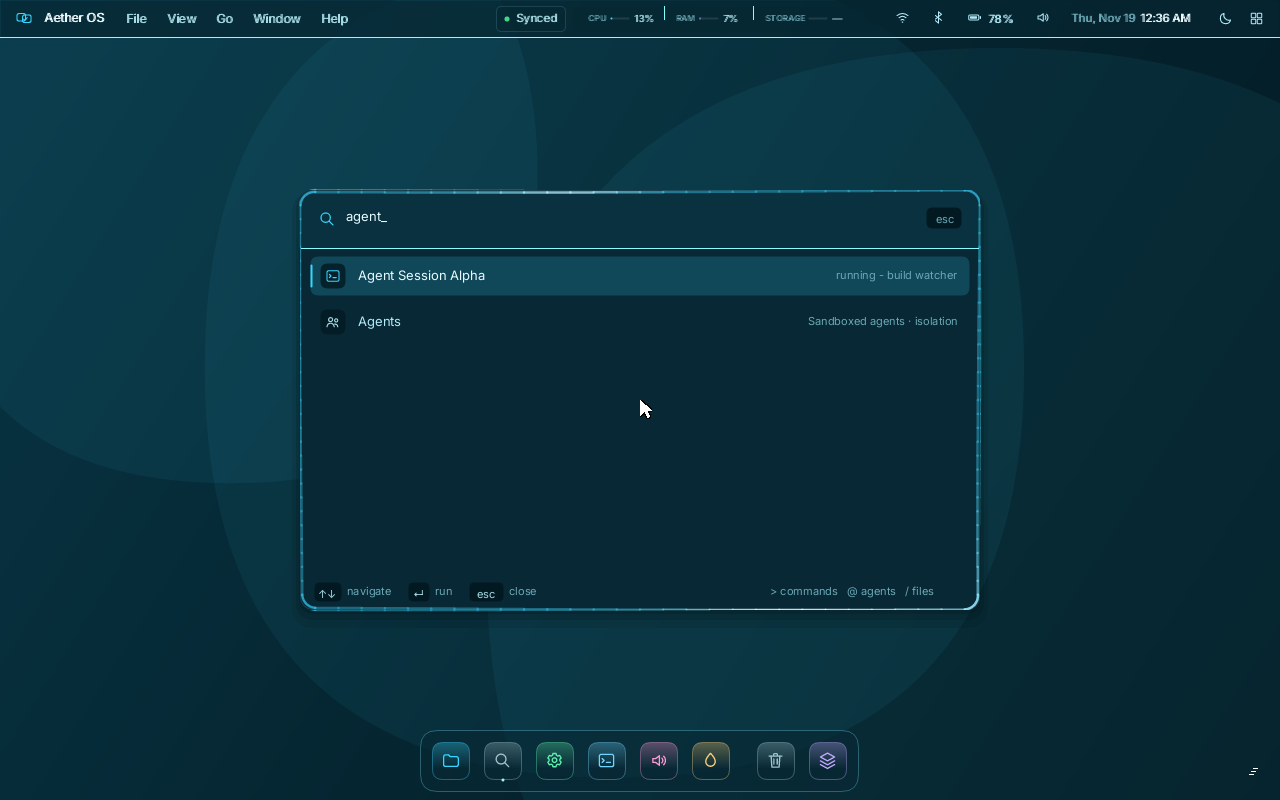 Aether OS File View Go Window Help Synced CPU 13% RAM 7% STORAGE — 78% Thu, Nov 19 12:36 AM
agent_ esc
Agent Session Alpha running - build watcher
Agents Sandboxed agents · isolation
↑↓ navigate ↵ run esc close > commands @ agents / files